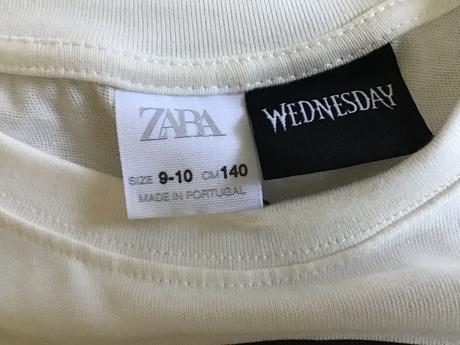 ZARA
SIZE 9-10 CM 140
MADE IN PORTUGAL
WEDNESDAY